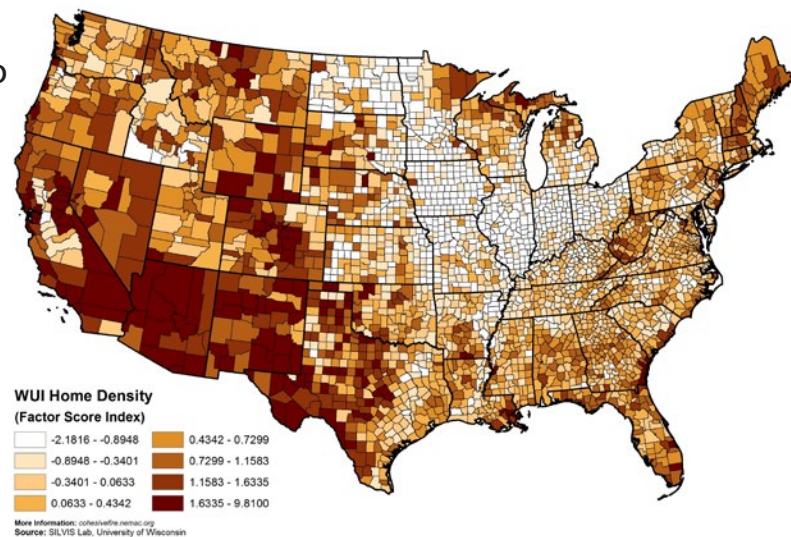 WUI Home Density
(Factor Score Index)
-2.1816 - -0.8948
-0.8948 - -0.3401
-0.3401 - 0.0633
0.0633 - 0.4342
0.4342 - 0.7299
0.7299 - 1.1583
1.1583 - 1.6335
1.6335 - 9.8100
More Information: cohesivefire.nemac.org
Source: SILVIS Lab, University of Wisconsin